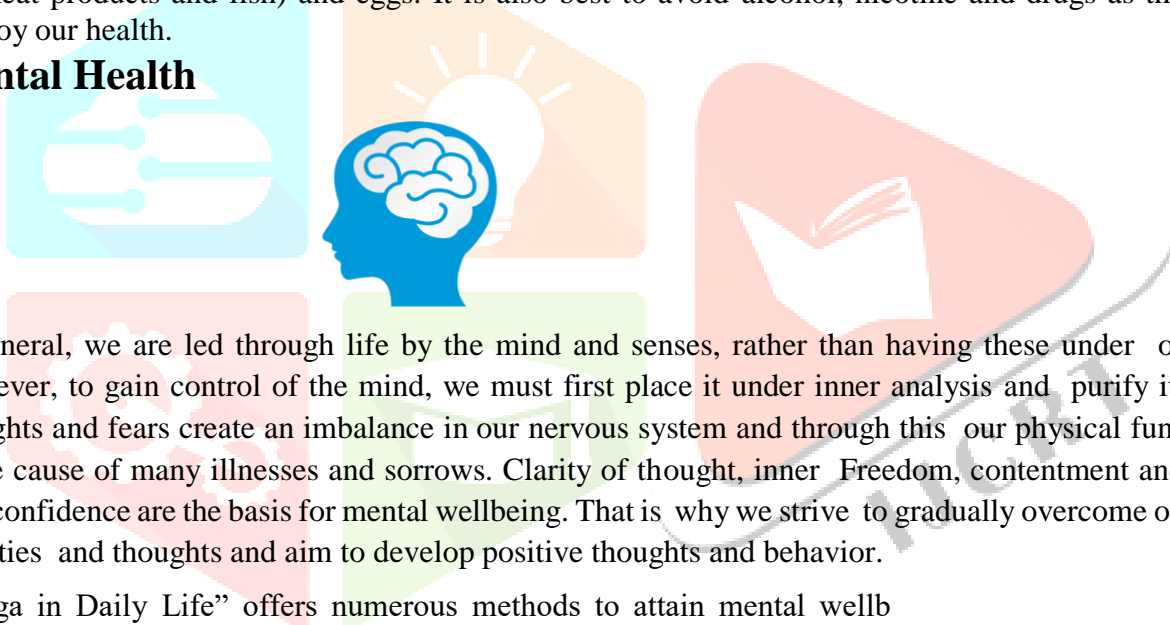 eat products and fish) and eggs. It is also best to avoid alcohol, nicotine and drugs as th
oy our health.
ntal Health
neral, we are led through life by the mind and senses, rather than having these under o
ever, to gain control of the mind, we must first place it under inner analysis and purify it
ghts and fears create an imbalance in our nervous system and through this our physical fun
e cause of many illnesses and sorrows. Clarity of thought, inner Freedom, contentment an
confidence are the basis for mental wellbeing. That is why we strive to gradually overcome o
ties and thoughts and aim to develop positive thoughts and behavior.
ga in Daily Life” offers numerous methods to attain mental wellb
IJCRT